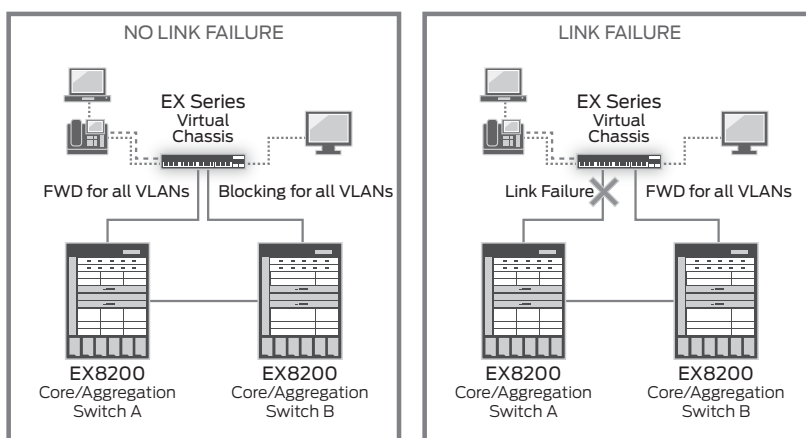 NO LINK FAILURE
EX Series
Virtual
Chassis
FWD for all VLANs
Blocking for all VLANs
EX8200
Core/Aggregation
Switch A
EX8200
Core/Aggregation
Switch B
LINK FAILURE
EX Series
Virtual
Chassis
Link Failure
FWD for all VLANs
EX8200
Core/Aggregation
Switch A
EX8200
Core/Aggregation
Switch B